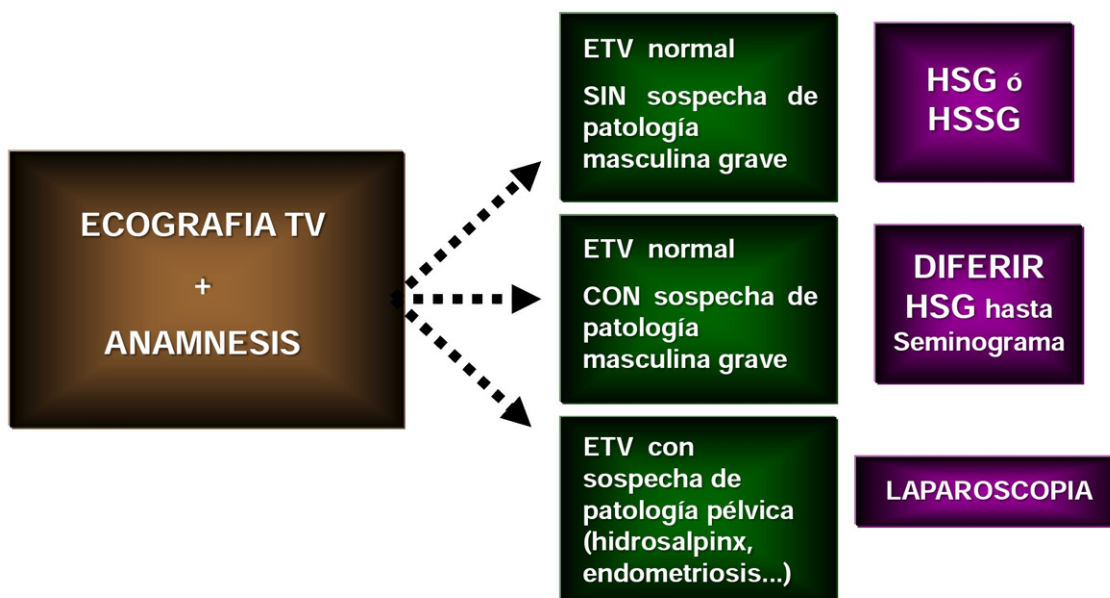 ECOGRAFIA TV
+
ANAMNESIS
ETV normal
SIN sospecha de
patología
masculina grave
HSG ó
HSSG
ETV normal
CON sospecha de
patología
masculina grave
DIFERIR
HSG hasta
Seminograma
ETV con
sospecha de
patología pélvica
(hidrosalpinx,
endometriosis...)
LAPAROSCOPIA